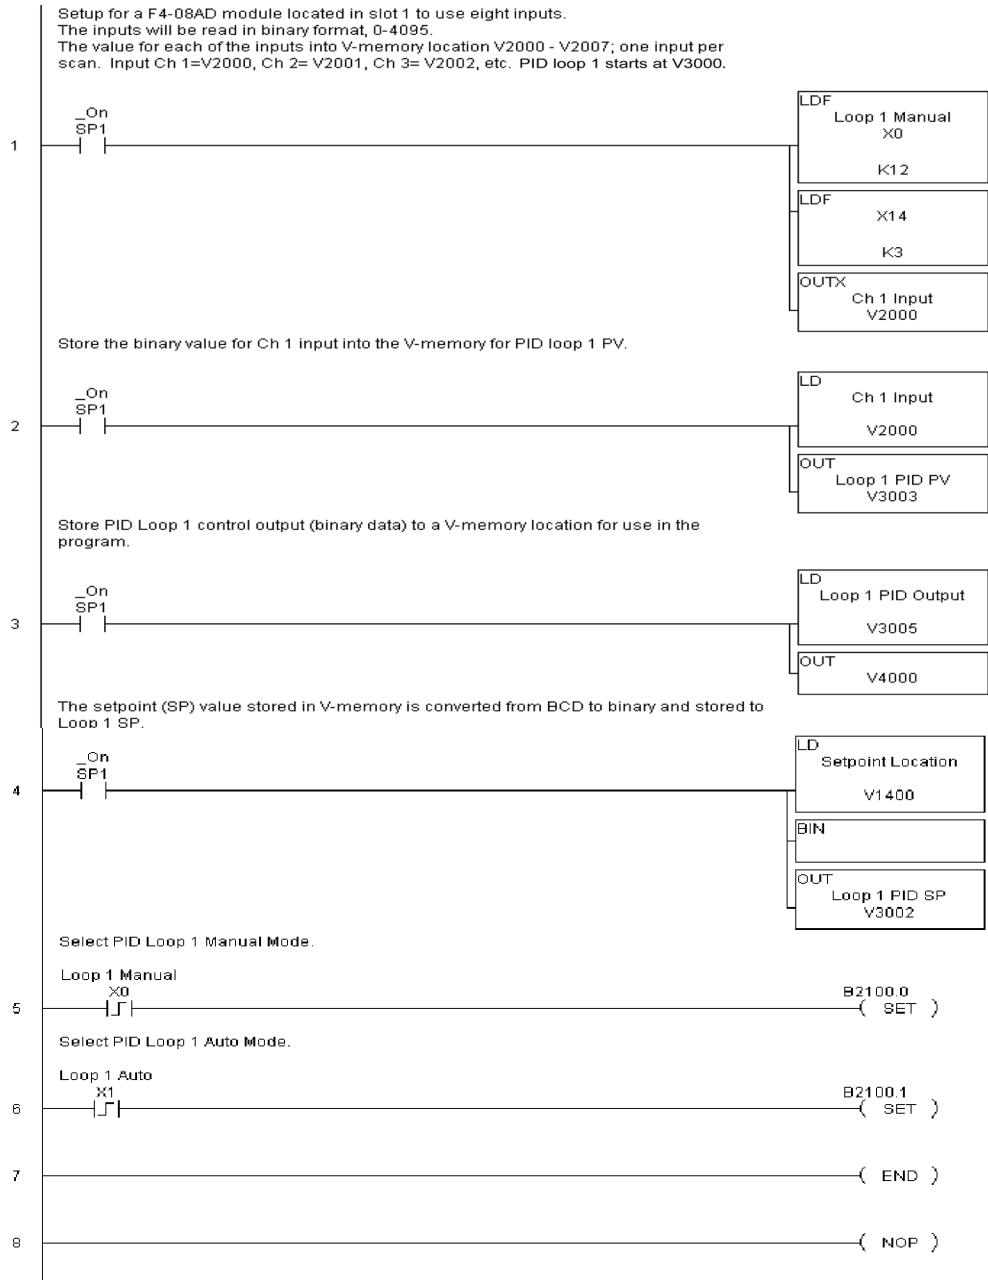 Setup for a F4-08AD module located in slot 1 to use eight inputs.
The inputs will be read in binary format, 0-4095.
The value for each of the inputs into V-memory location V2000 - V2007; one input per
scan. Input Ch 1=V2000, Ch 2= V2001, Ch 3= V2002, etc. PID loop 1 starts at V3000.
_On
SP1
1
LDF
Loop 1 Manual
X0
K12
LDF
X14
K3
OUTX
Ch 1 Input
V2000
Store the binary value for Ch 1 input into the V-memory for PID loop 1 PV.
_On
SP1
2
LD
Ch 1 Input
V2000
OUT
Loop 1 PID PV
V3003
Store PID Loop 1 control output (binary data) to a V-memory location for use in the
program.
_On
SP1
3
LD
Loop 1 PID Output
V3005
OUT
V4000
The setpoint (SP) value stored in V-memory is converted from BCD to binary and stored to
Loop 1 SP.
_On
SP1
4
LD
Setpoint Location
V1400
BIN
OUT
Loop 1 PID SP
V3002
Select PID Loop 1 Manual Mode.
Loop 1 Manual
X0
5
B2100.0
( SET )
Select PID Loop 1 Auto Mode.
Loop 1 Auto
X1
6
B2100.1
( SET )
7
( END )
8
( NOP )